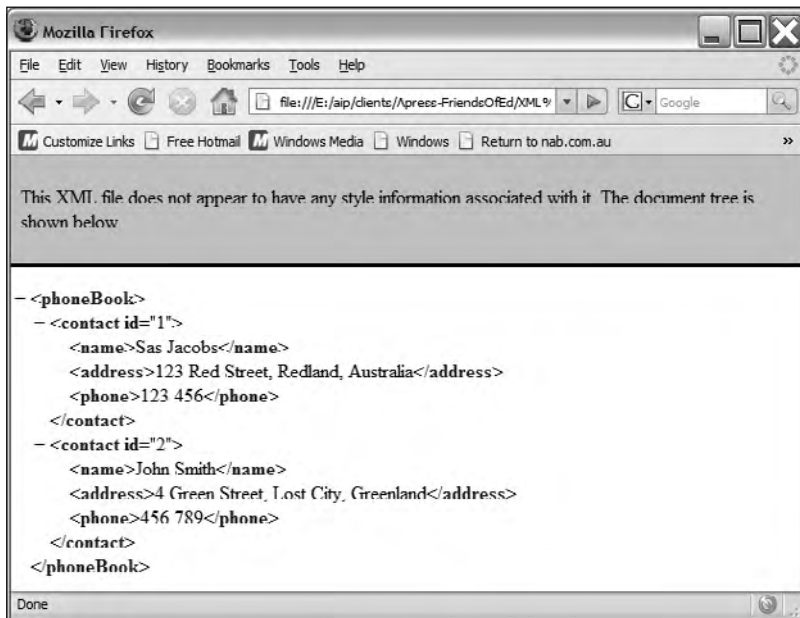 Mozilla Firefox
File Edit View History Bookmarks Tools Help
file:///E:/aip/clients/Apress-FriendsOfEd/XML% G Google
Customize Links Free Hotmail Windows Media Windows Return to nab.com.au »
This XML file does not appear to have any style information associated with it. The document tree is
shown below.
− <phoneBook>
− <contact id="1">
<name>Sas Jacobs</name>
<address>123 Red Street, Redland, Australia</address>
<phone>123 456</phone>
</contact>
− <contact id="2">
<name>John Smith</name>
<address>4 Green Street, Lost City, Greenland</address>
<phone>456 789</phone>
</contact>
</phoneBook>
Done